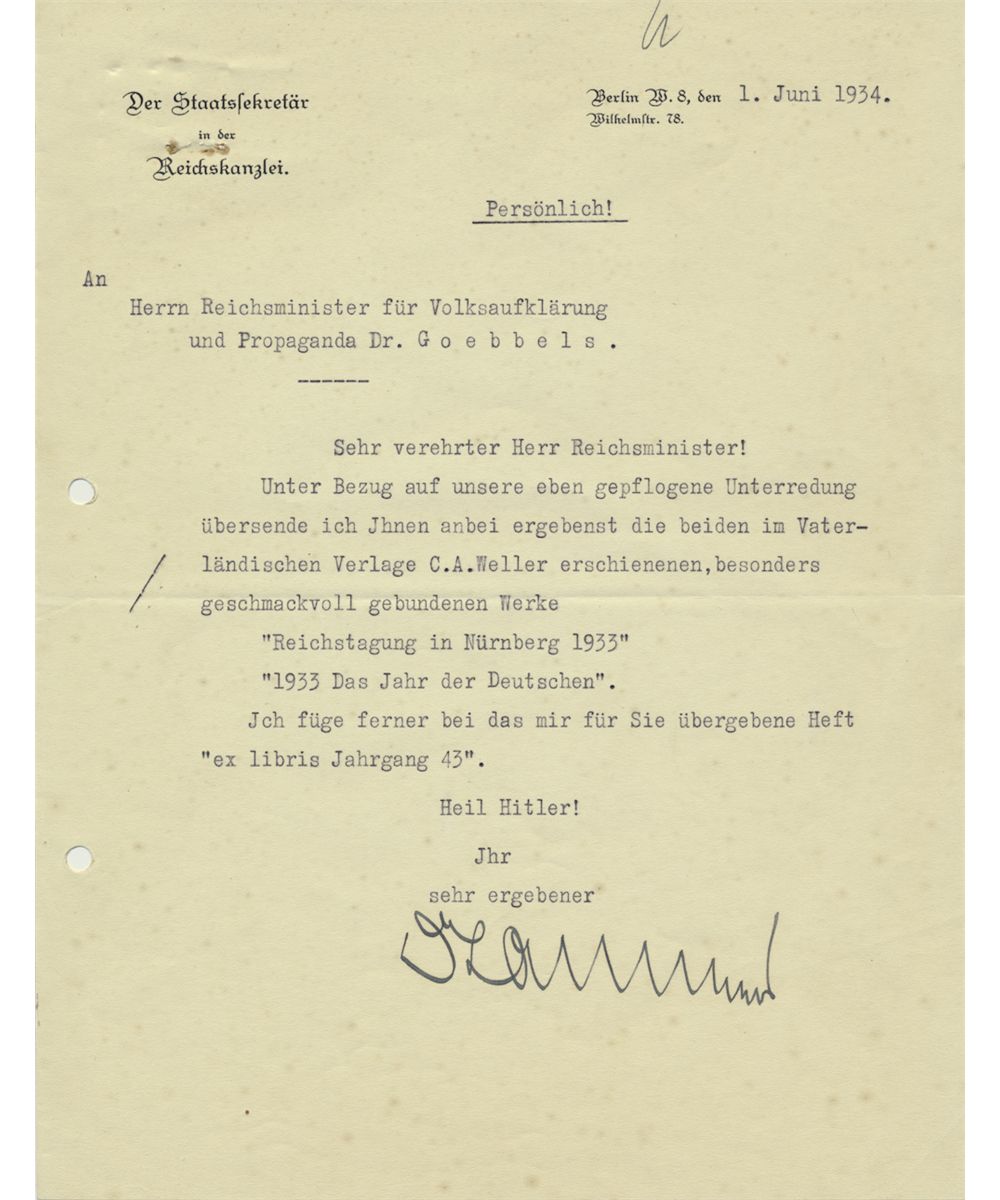 Der Staatssekretär
in der
Reichskanzlei.
Berlin W. 8, den 1. Juni 1934.
Wilhelmstr. 78.
Persönlich!
An
Herrn Reichsminister für Volksaufklärung
und Propaganda Dr. G o e b b e l s .
------
Sehr verehrter Herr Reichsminister!
Unter Bezug auf unsere eben gepflogene Unterredung
übersende ich Jhnen anbei ergebenst die beiden im Vater-
ländischen Verlage C.A.Weller erschienenen,besonders
geschmackvoll gebundenen Werke
"Reichstagung in Nürnberg 1933"
"1933 Das Jahr der Deutschen".
Jch füge ferner bei das mir für Sie übergebene Heft
"ex libris Jahrgang 43".
Heil Hitler!
Jhr
sehr ergebener